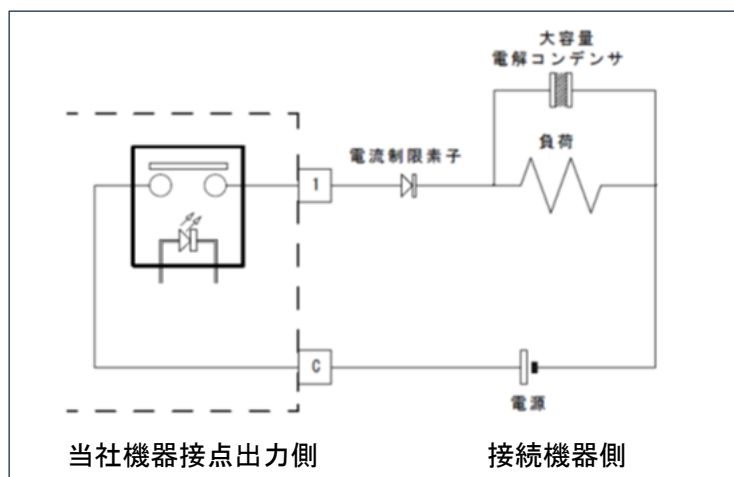 大容量
電解コンデンサ
電流制限素子
負荷
1
C
電源
当社機器接点出力側
接続機器側